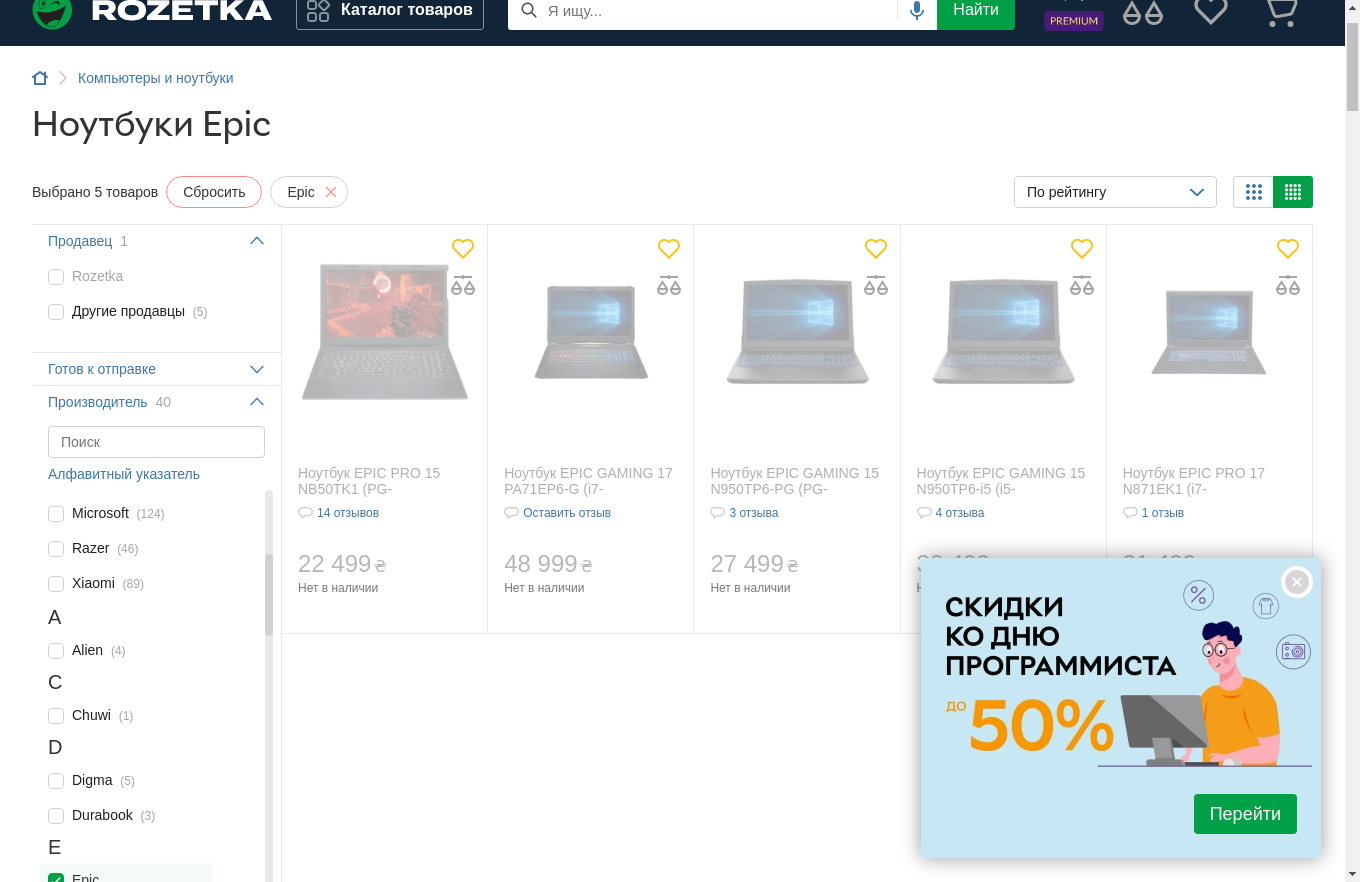 ROZETKA
Каталог товаров
Я ищу...
Найти
PREMIUM
Компьютеры и ноутбуки
Ноутбуки Epic
Выбрано 5 товаров
Сбросить
Epic
По рейтингу
Продавец 1
Rozetka
Другие продавцы (5)
Готов к отправке
Производитель 40
Поиск
Алфавитный указатель
Microsoft (124)
Razer (46)
Xiaomi (89)
A
Alien (4)
C
Chuwi (1)
D
Digma (5)
Durabook (3)
E
Epic
Ноутбук EPIC PRO 15
NB50TK1 (PG-
14 отзывов
22 499 ₴
Нет в наличии
Ноутбук EPIC GAMING 17
PA71EP6-G (i7-
Оставить отзыв
48 999 ₴
Нет в наличии
Ноутбук EPIC GAMING 15
N950TP6-PG (PG-
3 отзыва
27 499 ₴
Нет в наличии
Ноутбук EPIC GAMING 15
N950TP6-i5 (i5-
4 отзыва
Ноутбук EPIC PRO 17
N871EK1 (i7-
1 отзыв
СКИДКИ
КО ДНЮ
ПРОГРАММИСТА
ДО 50%
Перейти